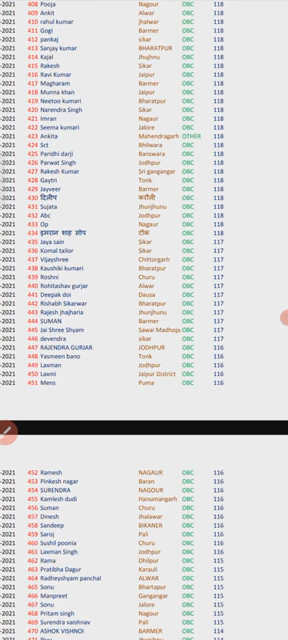 -2021 408 Pooja Nagour OBC 118
-2021 409 Ankit Alwar OBC 118
-2021 410 rahul kumar Jhalwar OBC 118
-2021 411 Gogi Barmer OBC 118
-2021 412 pankaj sikar OBC 118
-2021 413 Sanjay kumar BHARATPUR OBC 118
-2021 414 Kajal Jhujhnu OBC 118
-2021 415 Rakesh Sikar OBC 118
-2021 416 Ravi Kumar Jaipur OBC 118
-2021 417 Magharam Barmer OBC 118
-2021 418 Munna khan Jaipur OBC 118
-2021 419 Neetoo kumari Bharatpur OBC 118
-2021 420 Narendra Singh Sikar OBC 118
-2021 421 Imran Nagaur OBC 118
-2021 422 Seema kumari Jalore OBC 118
-2021 423 Ankita Mahendragarh OTHER 118
-2021 424 Sct Bhilwara OBC 118
-2021 425 Paridhi darji Banswara OBC 118
-2021 426 Parwat Singh Jodhpur OBC 118
-2021 427 Rakesh Kumar Sri gangangar OBC 118
-2021 428 Gaytri Tonk OBC 118
-2021 429 Jayveer Barmer OBC 118
-2021 430 दिलीप करौली OBC 118
-2021 431 Sujata Jhunjhunu OBC 118
-2021 432 Abc Jodhpur OBC 118
-2021 433 Op Nagaur OBC 118
-2021 434 इमरान शाह सोप टोंक OBC 118
-2021 435 Jaya sain Sikar OBC 117
-2021 436 Komal tailor Sikar OBC 117
-2021 437 Vijayshree Chittorgarh OBC 117
-2021 438 Kaushiki kumari Bharatpur OBC 117
-2021 439 Roshni Churu OBC 117
-2021 440 Rohitashav gurjar Alwar OBC 117
-2021 441 Deepak doi Dausa OBC 117
-2021 442 Rishabh Sikarwar Bharatpur OBC 117
-2021 443 Rajesh jhajharia Jhunjhunu OBC 117
-2021 444 SUMAN Barmer OBC 117
-2021 445 Jai Shree Shyam Sawai Madhopu OBC 117
-2021 446 devendra sikar OBC 117
-2021 447 RAJENDRA GURJAR JODHPUR OBC 116
-2021 448 Yasmeen bano Tonk OBC 116
-2021 449 Laxman Jodhpur OBC 116
-2021 450 Laxmi Jaipur District OBC 116
-2021 451 Mens Puma OBC 116
-2021 452 Ramesh NAGAUR OBC 116
-2021 453 Pinkesh nagar Baran OBC 116
-2021 454 SURENDRA NAGOUR OBC 116
-2021 455 Kamlesh dudi Hanumangarh OBC 116
-2021 456 Suman Churu OBC 116
-2021 457 Dinesh Jhalawar OBC 116
-2021 458 Sandeep BIKANER OBC 116
-2021 459 Saroj Pali OBC 116
-2021 460 Sushil poonia Churu OBC 116
-2021 461 Laxman Singh Jodhpur OBC 116
-2021 462 Rama Dhilpur OBC 115
-2021 463 Pratibha Dagur Karauli OBC 115
-2021 464 Radheyshyam panchal ALWAR OBC 115
-2021 465 Sonu Bhartapur OBC 115
-2021 466 Manpreet Gangangar OBC 115
-2021 467 Sonu Jalore OBC 115
-2021 468 Pritam singh Nagour OBC 115
-2021 469 Surendra vaishnav Pali OBC 115
-2021 470 ASHOK VISHNOI BARMER OBC 114